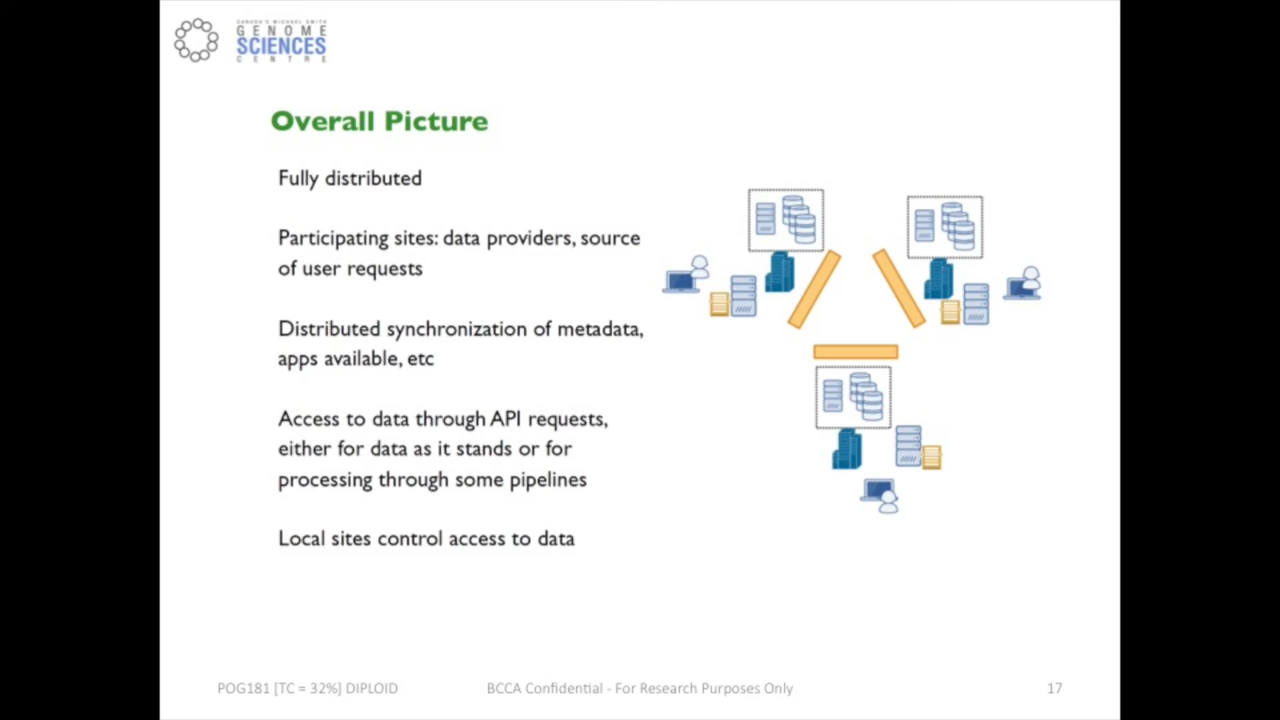 CANADA'S MICHAEL SMITH
GENOME
SCIENCES
CENTRE
Overall Picture
Fully distributed
Participating sites: data providers, source
of user requests
Distributed synchronization of metadata,
apps available, etc
Access to data through API requests,
either for data as it stands or for
processing through some pipelines
Local sites control access to data
POG181 [TC = 32%] DIPLOID
BCCA Confidential - For Research Purposes Only
17